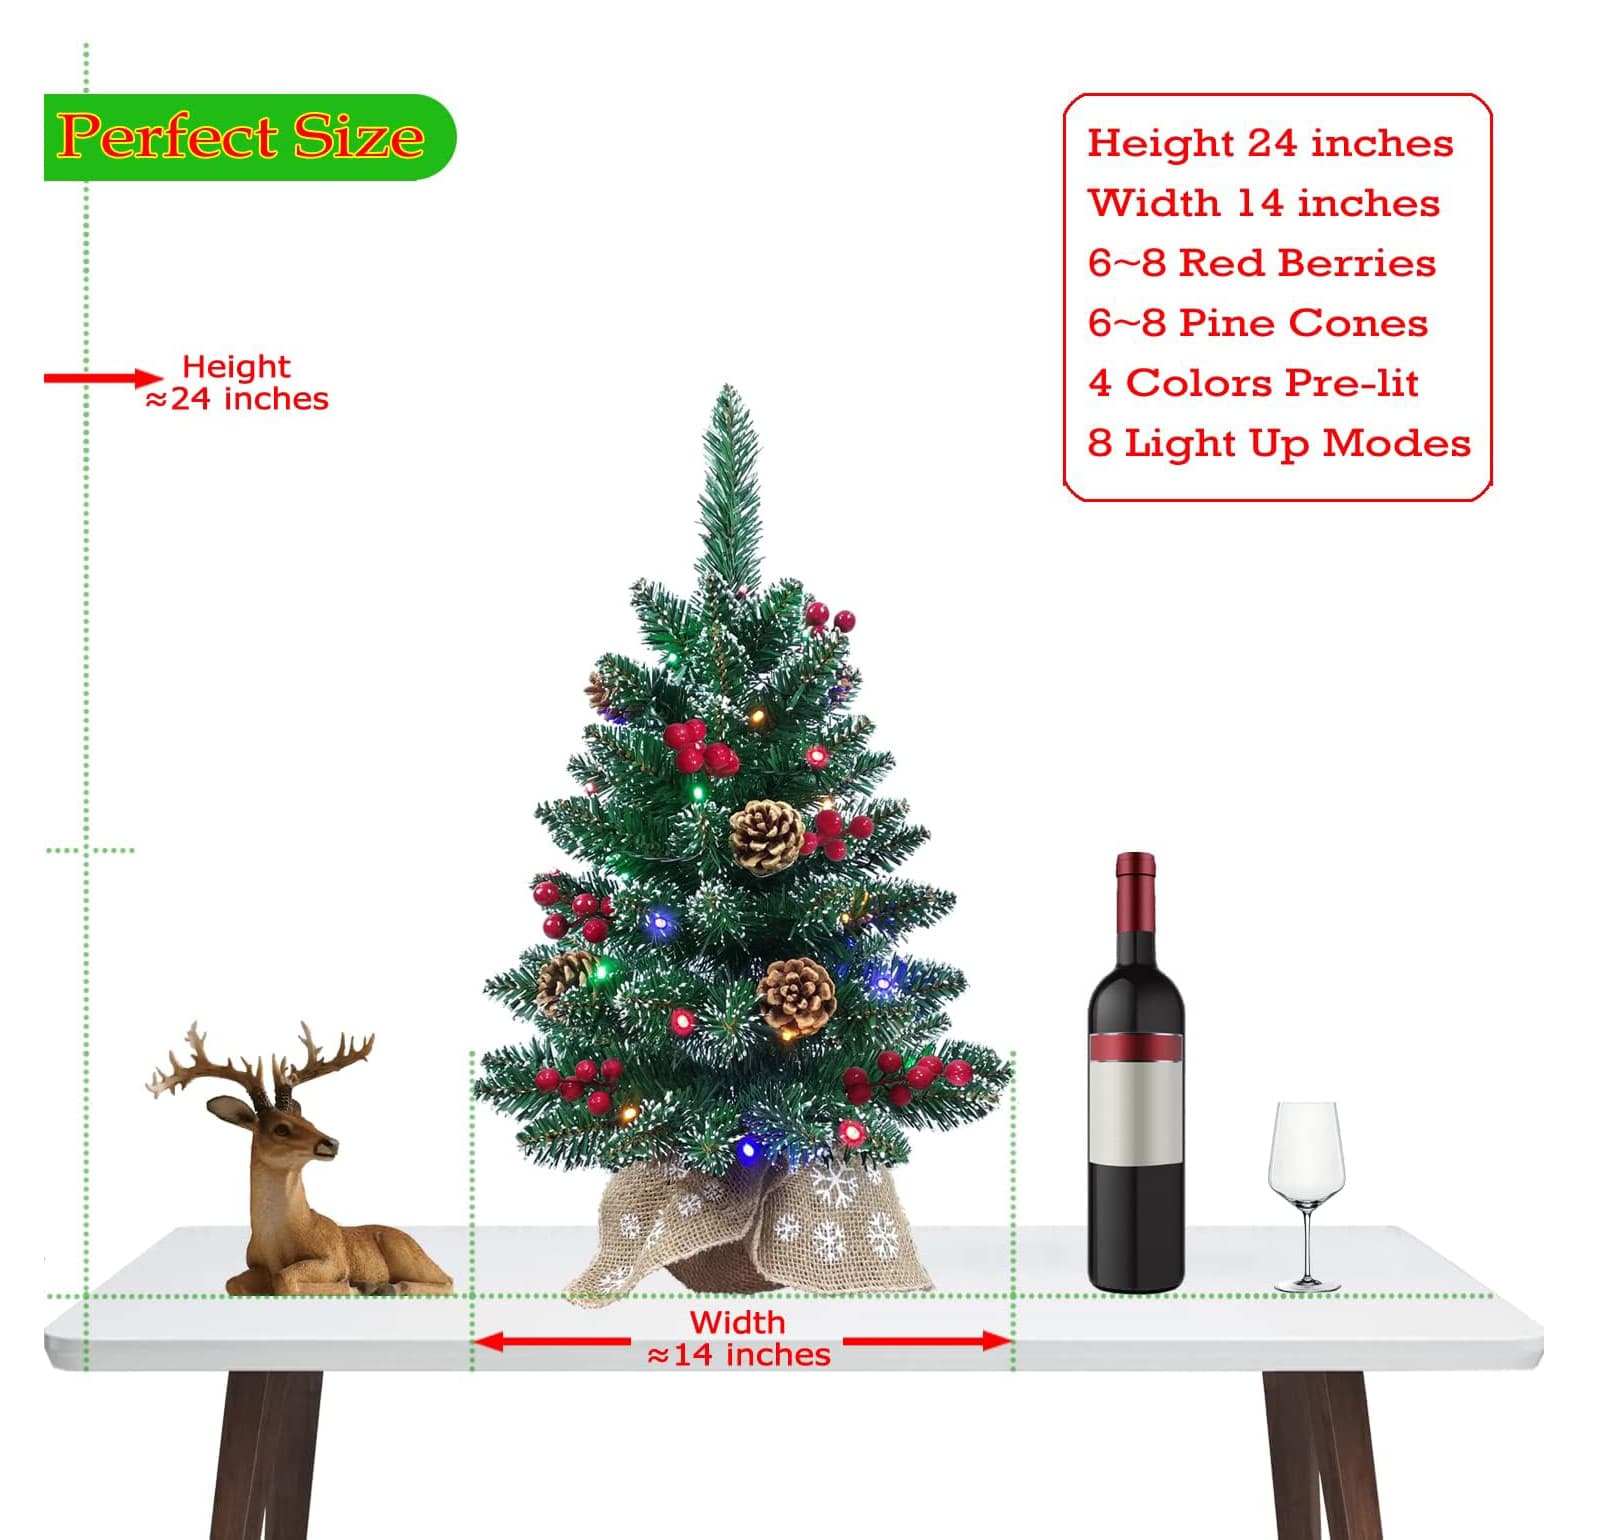 Perfect Size
Height 24 inches
Width 14 inches
6~8 Red Berries
6~8 Pine Cones
4 Colors Pre-lit
8 Light Up Modes
Height
≈24 inches
Width
≈14 inches